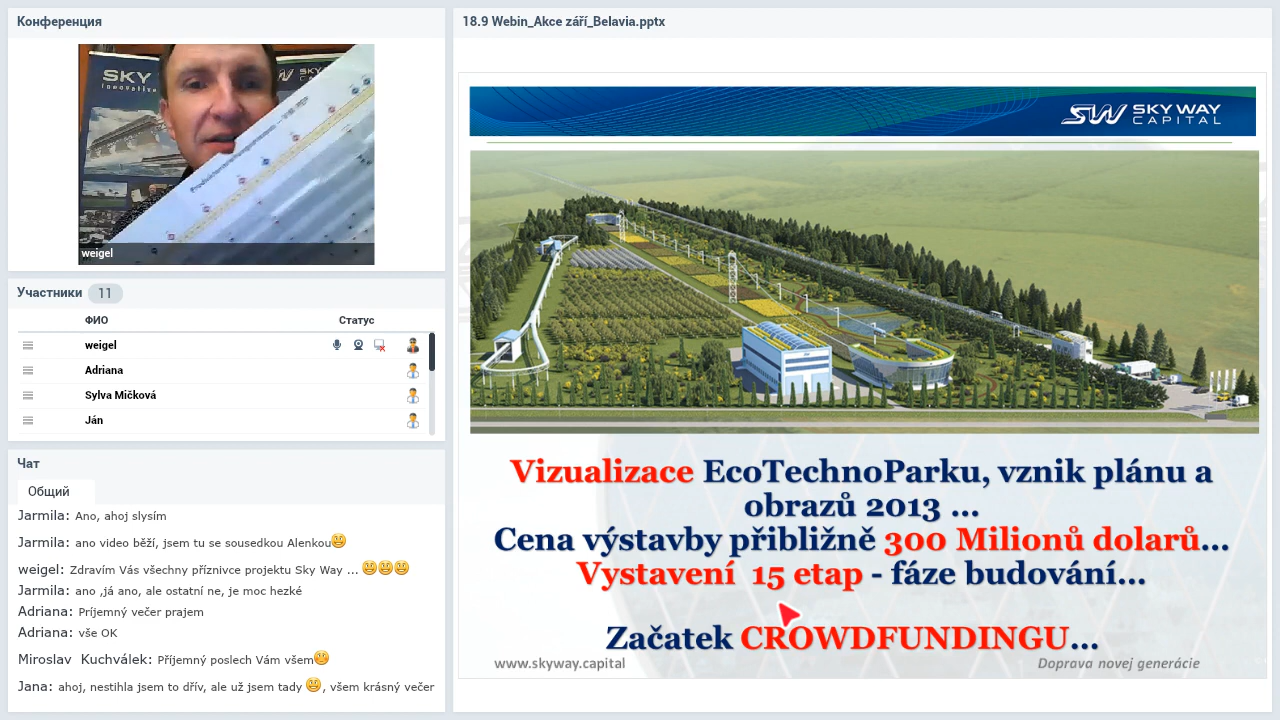 Конференция
SKY
CAPITAL
weigel
Участники 11
ФИО Статус
weigel
Adriana
Sylva Mičková
Ján
Чат
Общий
Jarmila: Ano, ahoj slysím
Jarmila: ano video běží, jsem tu se sousedkou Alenkou
weigel: Zdravím Vás všechny příznivce projektu Sky Way ...
Jarmila: ano ,já ano, ale ostatní ne, je moc hezké
Adriana: Príjemný večer prajem
Adriana: vše OK
Miroslav Kuchválek: Příjemný poslech Vám všem
Jana: ahoj, nestihla jsem to dřív, ale už jsem tady , všem krásný večer
18.9 Webin_Akce září_Belavia.pptx
SW SKY WAY
CAPITAL
Vizualizace EcoTechnoParku, vznik plánu a
obrazů 2013 ...
Cena výstavby přibližně 300 Milionů dolarů...
Vystavení 15 etap - fáze budování...
Začatek CROWDFUNDINGU...
www.skyway.capital Doprava novej generácie